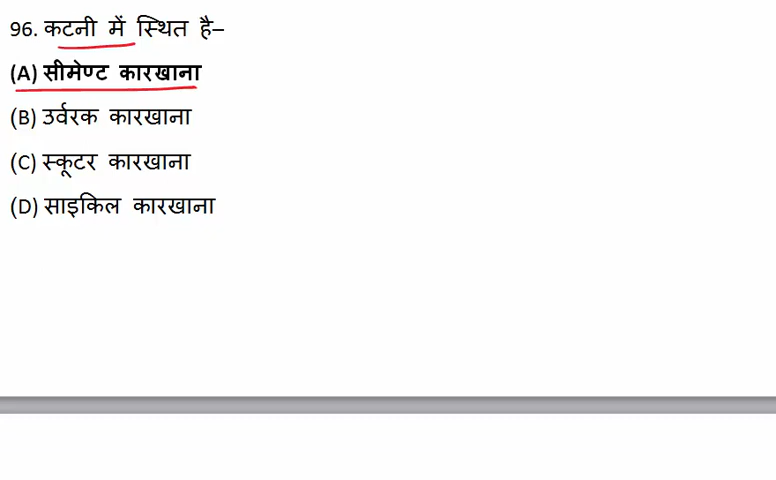 96. कटनी में स्थित है–
(A) सीमेण्ट कारखाना
(B) उर्वरक कारखाना
(C) स्कूटर कारखाना
(D) साइकिल कारखाना